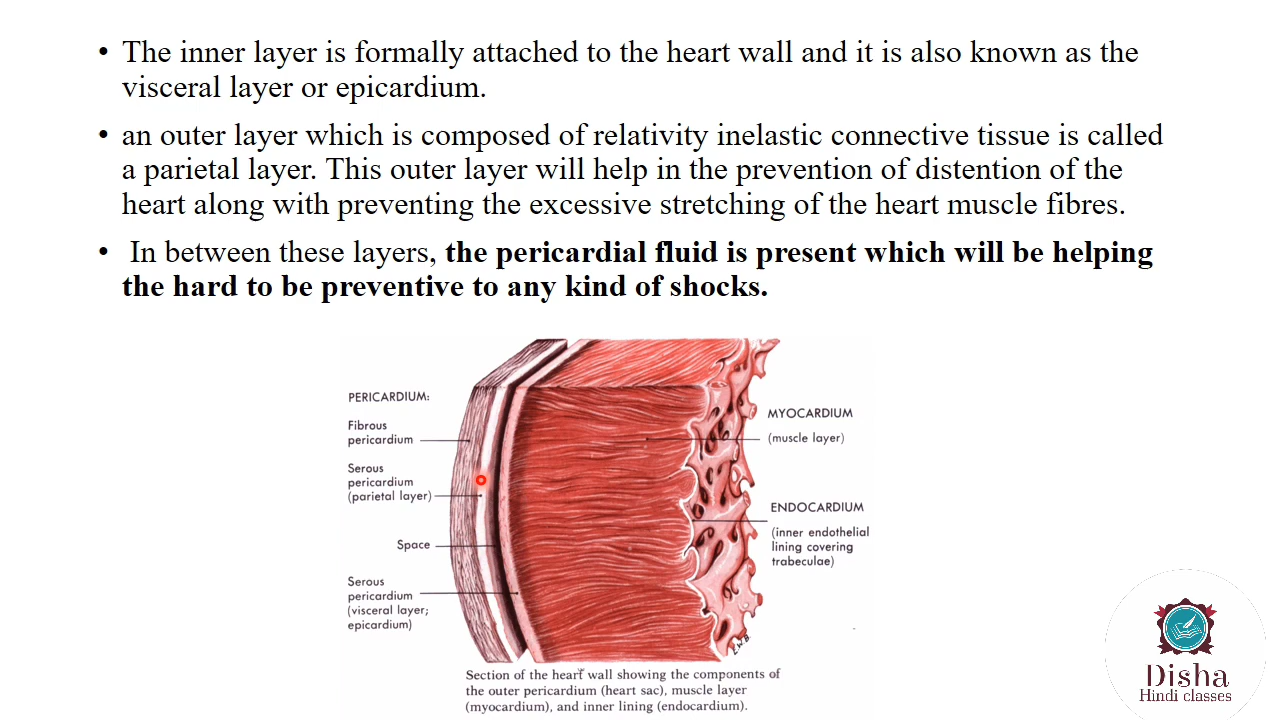 • The inner layer is formally attached to the heart wall and it is also known as the
visceral layer or epicardium.
• an outer layer which is composed of relativity inelastic connective tissue is called
a parietal layer. This outer layer will help in the prevention of distention of the
heart along with preventing the excessive stretching of the heart muscle fibres.
• In between these layers, the pericardial fluid is present which will be helping
the hard to be preventive to any kind of shocks.
PERICARDIUM:
Fibrous
pericardium
Serous
pericardium
(parietal layer)
Space
Serous
pericardium
(visceral layer;
epicardium)
MYOCARDIUM
(muscle layer)
ENDOCARDIUM
(inner endothelial
lining covering
trabeculae)
L.W.B.
Section of the heart wall showing the components of
the outer pericardium (heart sac), muscle layer
(myocardium), and inner lining (endocardium).
Disha
Hindi classes